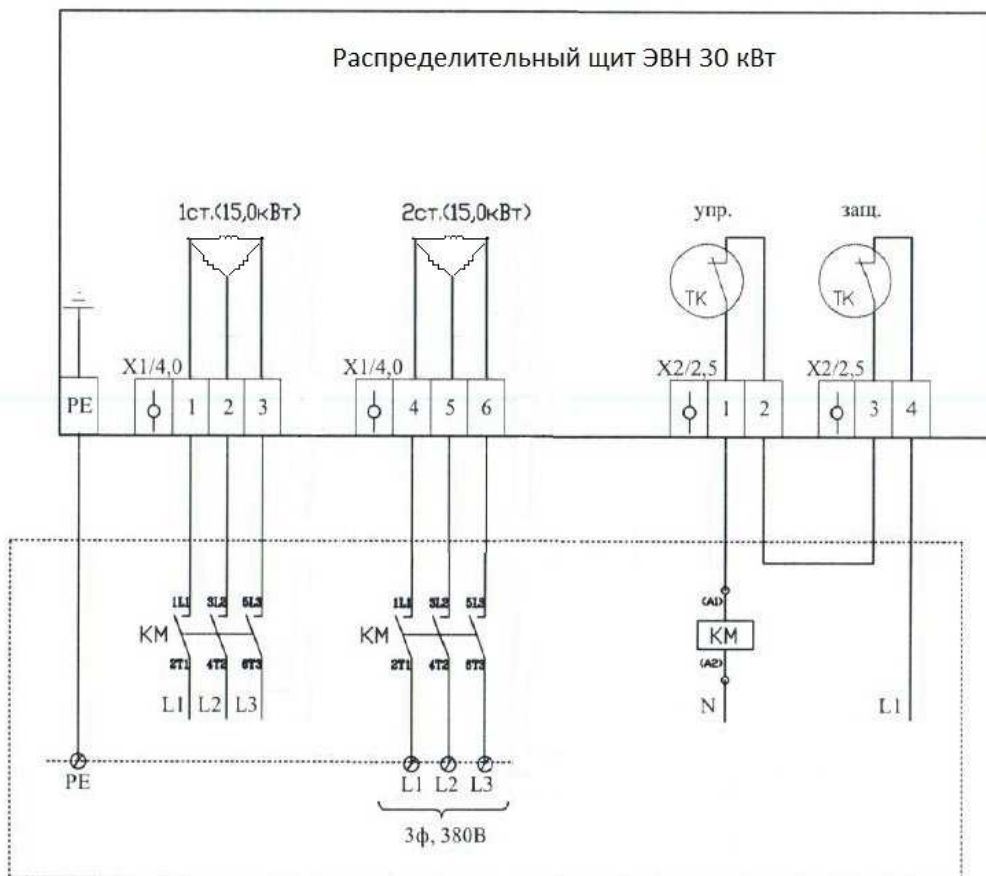 Распределительный щит ЭВН 30 кВт
1ст.(15,0кВт) 2ст.(15,0кВт) упр. защ.
ТК ТК
X1/4,0 X1/4,0 X2/2,5 X2/2,5
PE 1 2 3 4 5 6 1 2 3 4
1L1 3L2 5L3 1L1 3L2 5L3 (A1)
КМ КМ КМ
2T1 4T2 6T3 2T1 4T2 6T3 (A2)
L1 L2 L3 N L1
PE L1 L2 L3
3ф, 380В